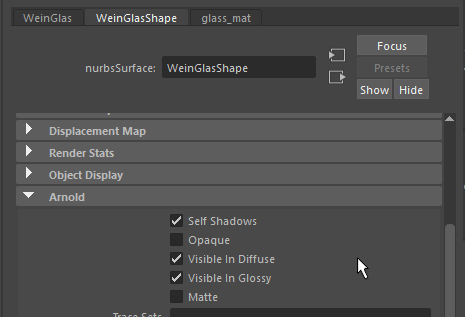 WeinGlas WeinGlasShape glass_mat
Focus
nurbsSurface: WeinGlasShape
Presets
Show Hide
Displacement Map
Render Stats
Object Display
Arnold
Self Shadows
Opaque
Visible In Diffuse
Visible In Glossy
Matte
Trace Sets